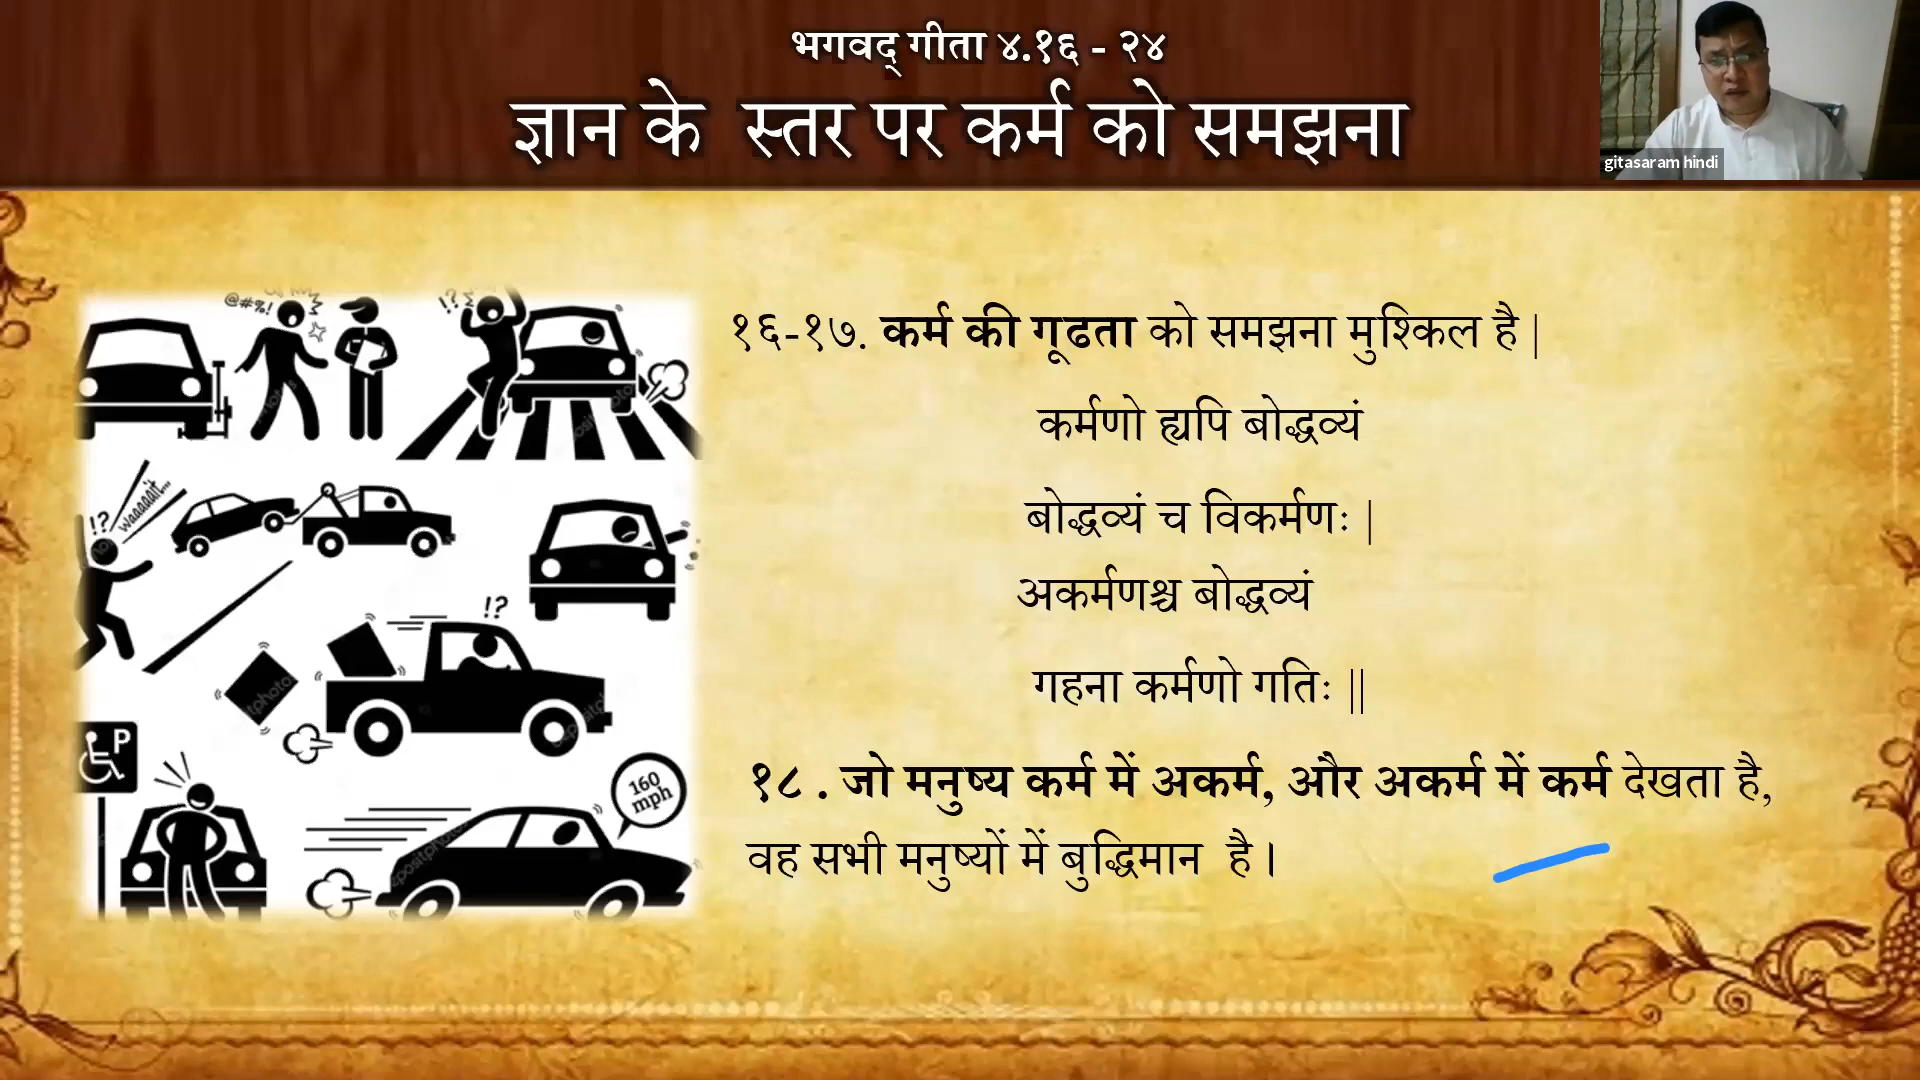 भगवद् गीता ४.१६ - २४
ज्ञान के स्तर पर कर्म को समझना
gitasaram hindi
१६-१७. कर्म की गूढता को समझना मुश्किल है |
कर्मणो ह्यपि बोद्धव्यं
बोद्धव्यं च विकर्मणः |
अकर्मणश्च बोद्धव्यं
गहना कर्मणो गतिः ||
१८ . जो मनुष्य कर्म में अकर्म, और अकर्म में कर्म देखता है,
वह सभी मनुष्यों में बुद्धिमान है ।
@#%!
!?
!?
waaaaait...
!?
P
160
mph